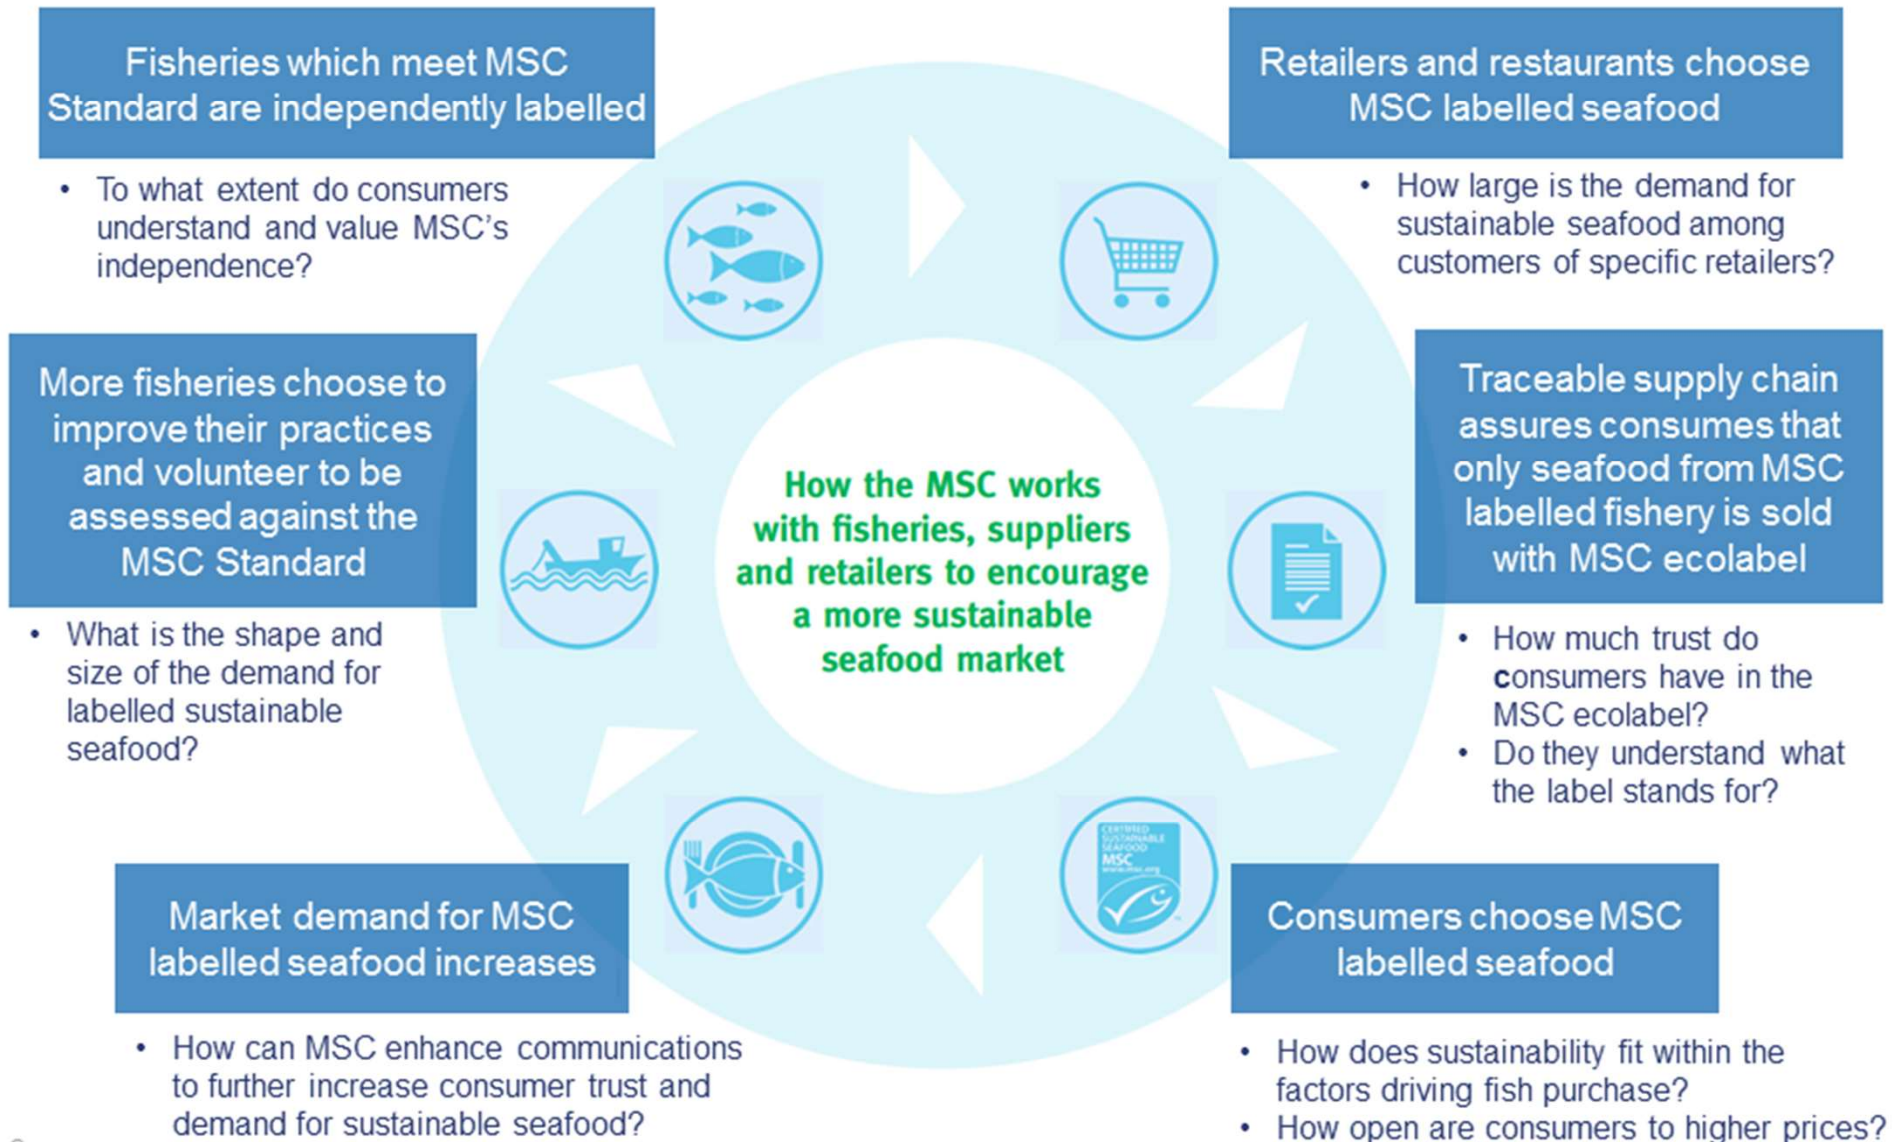 Fisheries which meet MSC
Standard are independently labelled
• To what extent do consumers
understand and value MSC's
independence?
Retailers and restaurants choose
MSC labelled seafood
• How large is the demand for
sustainable seafood among
customers of specific retailers?
More fisheries choose to
improve their practices
and volunteer to be
assessed against the
MSC Standard
• What is the shape and
size of the demand for
labelled sustainable
seafood?
How the MSC works
with fisheries, suppliers
and retailers to encourage
a more sustainable
seafood market
Traceable supply chain
assures consumes that
only seafood from MSC
labelled fishery is sold
with MSC ecolabel
• How much trust do
consumers have in the
MSC ecolabel?
• Do they understand what
the label stands for?
CERTIFIED
SUSTAINABLE
SEAFOOD
MSC
www.msc.org
Market demand for MSC
labelled seafood increases
• How can MSC enhance communications
to further increase consumer trust and
demand for sustainable seafood?
Consumers choose MSC
labelled seafood
• How does sustainability fit within the
factors driving fish purchase?
• How open are consumers to higher prices?